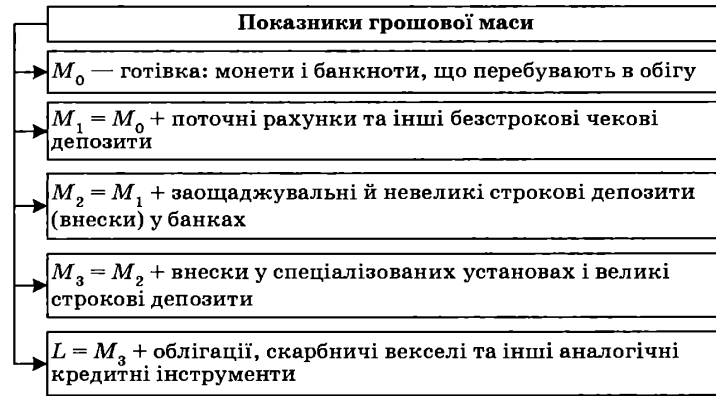 Показники грошової маси
M₀ — готівка: монети і банкноти, що перебувають в обігу
M₁ = M₀ + поточні рахунки та інші безстрокові чекові
депозити
M₂ = M₁ + заощаджувальні й невеликі строкові депозити
(внески) у банках
M₃ = M₂ + внески у спеціалізованих установах і великі
строкові депозити
L = M₃ + облігації, скарбничі векселі та інші аналогічні
кредитні інструменти